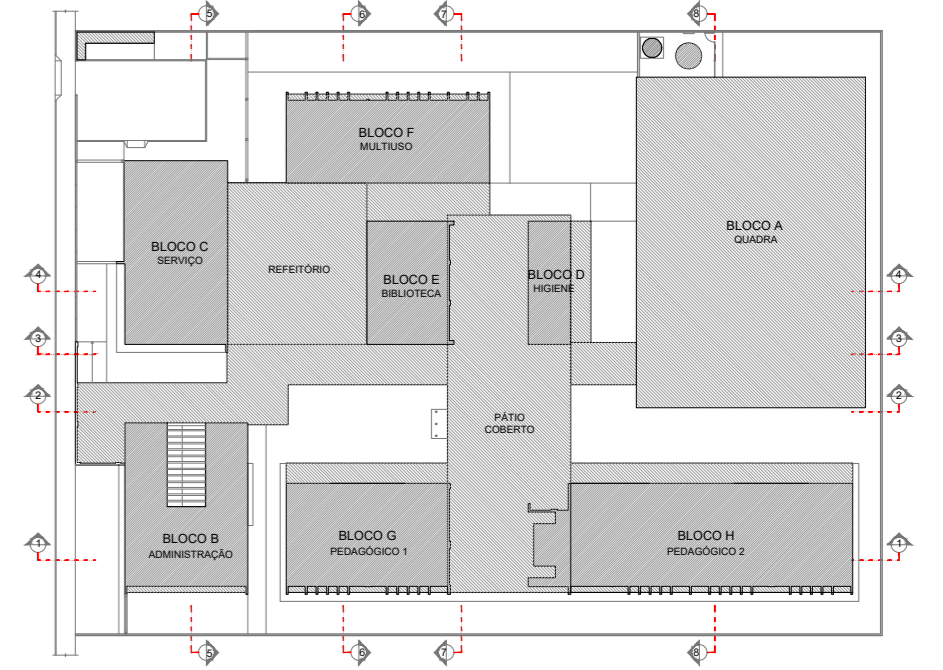 5
6
7
8
BLOCO F
MULTIUSO
BLOCO A
QUADRA
BLOCO C
SERVIÇO
REFEITÓRIO
BLOCO E
BIBLIOTECA
BLOCO D
HIGIENE
4
4
3
3
2
2
PÁTIO
COBERTO
BLOCO B
ADMINISTRAÇÃO
BLOCO G
PEDAGÓGICO 1
BLOCO H
PEDAGÓGICO 2
1
1
5
6
7
8